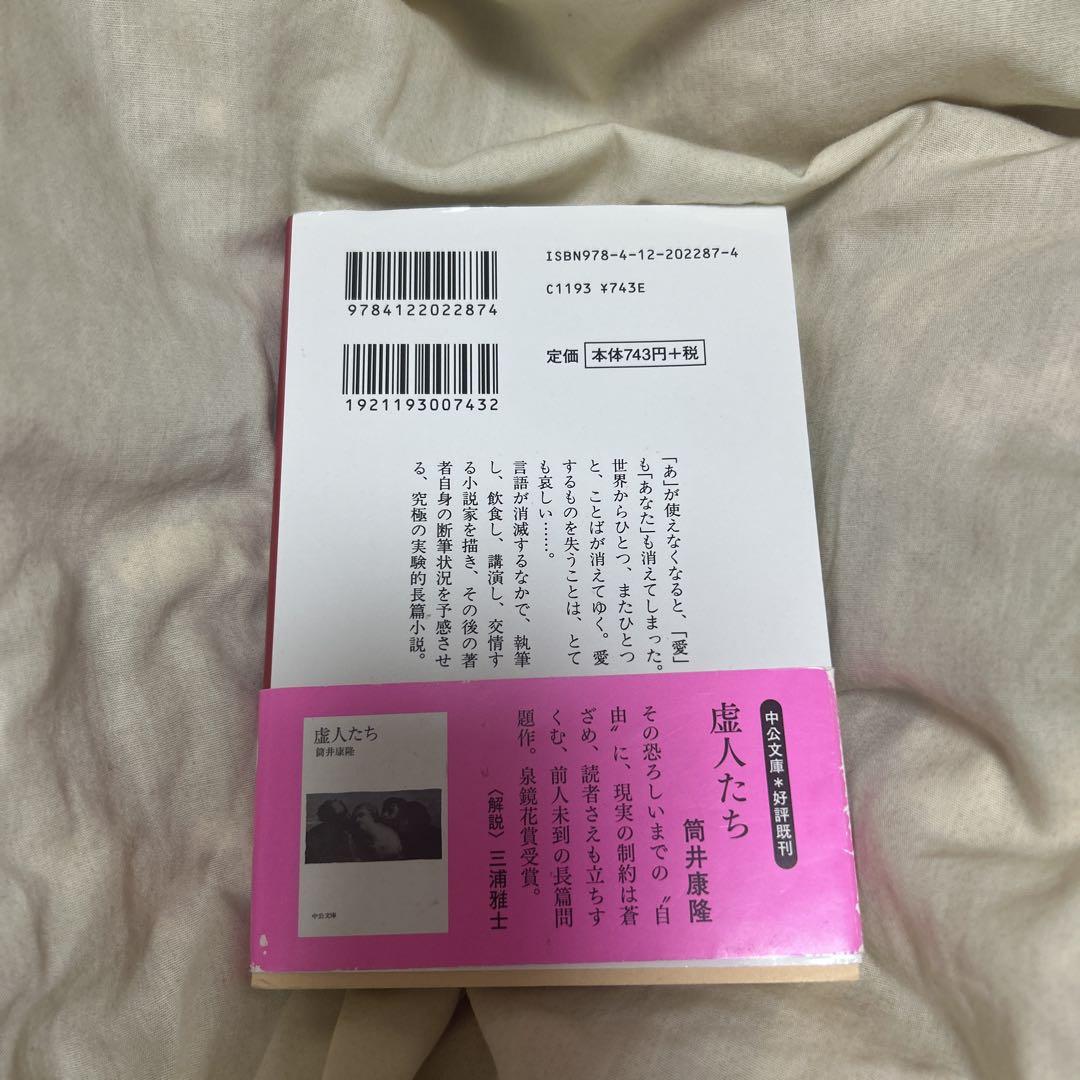 ISBN978-4-12-202287-4
9784122022874
C1193 ¥743E
定価 本体743円+税
1921193007432
「あ」が使えなくなると、「愛」
も「あなた」も消えてしまった。
世界からひとつ、またひとつ
と、ことばが消えてゆく。愛
するものを失うことは、とて
も哀しい……。
言語が消滅するなかで、執筆
し、飲食し、講演し、交情す
る小説家を描き、その後の著
者自身の断筆状況を予感させ
る、究極の実験的長篇小説。
中公文庫*好評既刊
虚人たち
筒井康隆
その恐ろしいまでの〝自
由〟に、現実の制約は蒼
ざめ、読者さえも立ちす
くむ、前人未到の長篇問
題作。泉鏡花賞受賞。
〈解説〉三浦雅士
虚人たち
筒井康隆
中公文庫